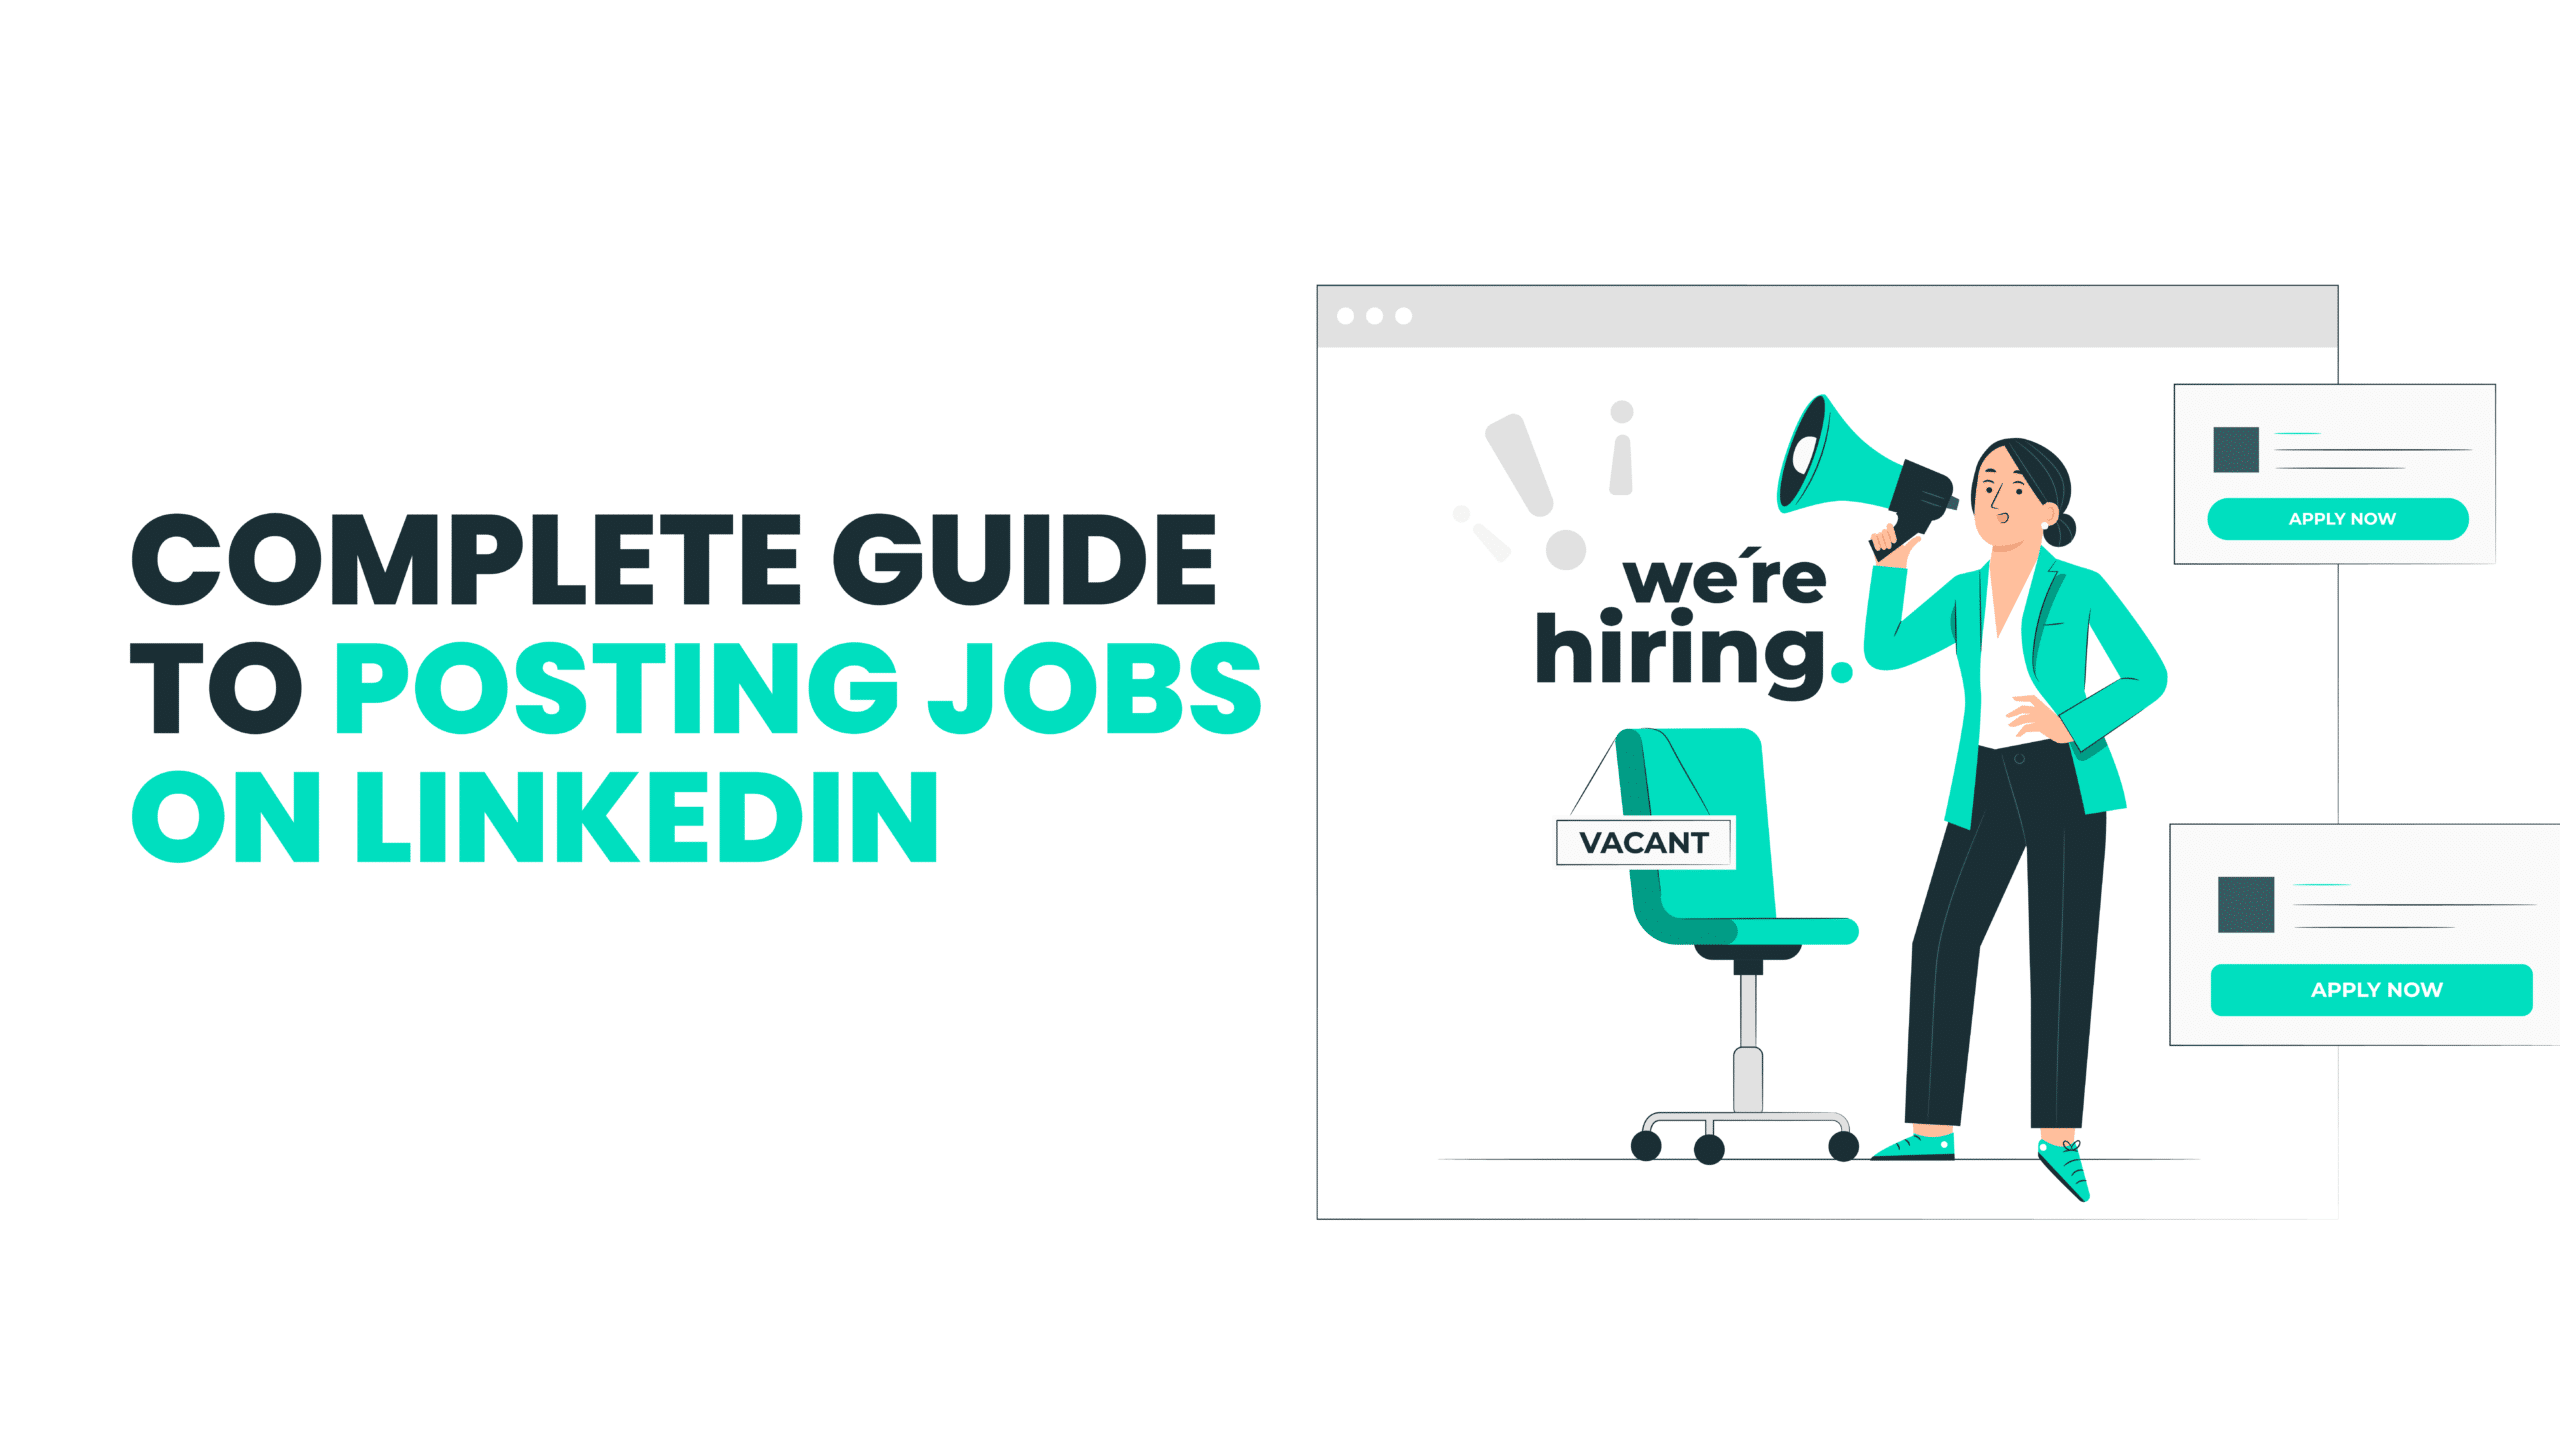 COMPLETE GUIDE
TO POSTING JOBS
ON LINKEDIN
we´re
hiring.
VACANT
APPLY NOW
APPLY NOW